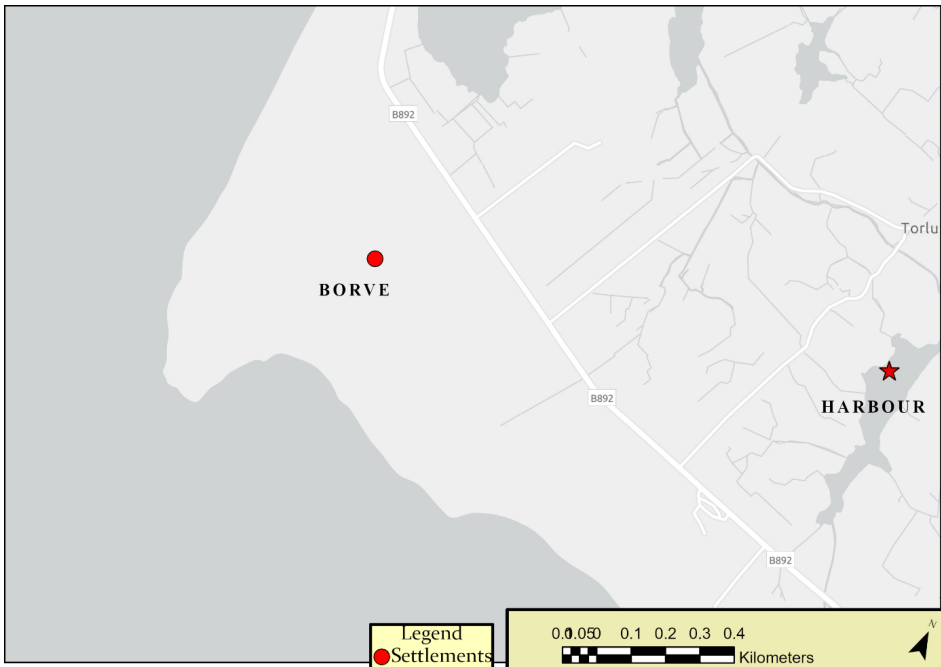 B892
Torlu
BORVE
B892
HARBOUR
B892
Legend
Settlements
0.1 0.05 0 0.1 0.2 0.3 0.4
Kilometers
N